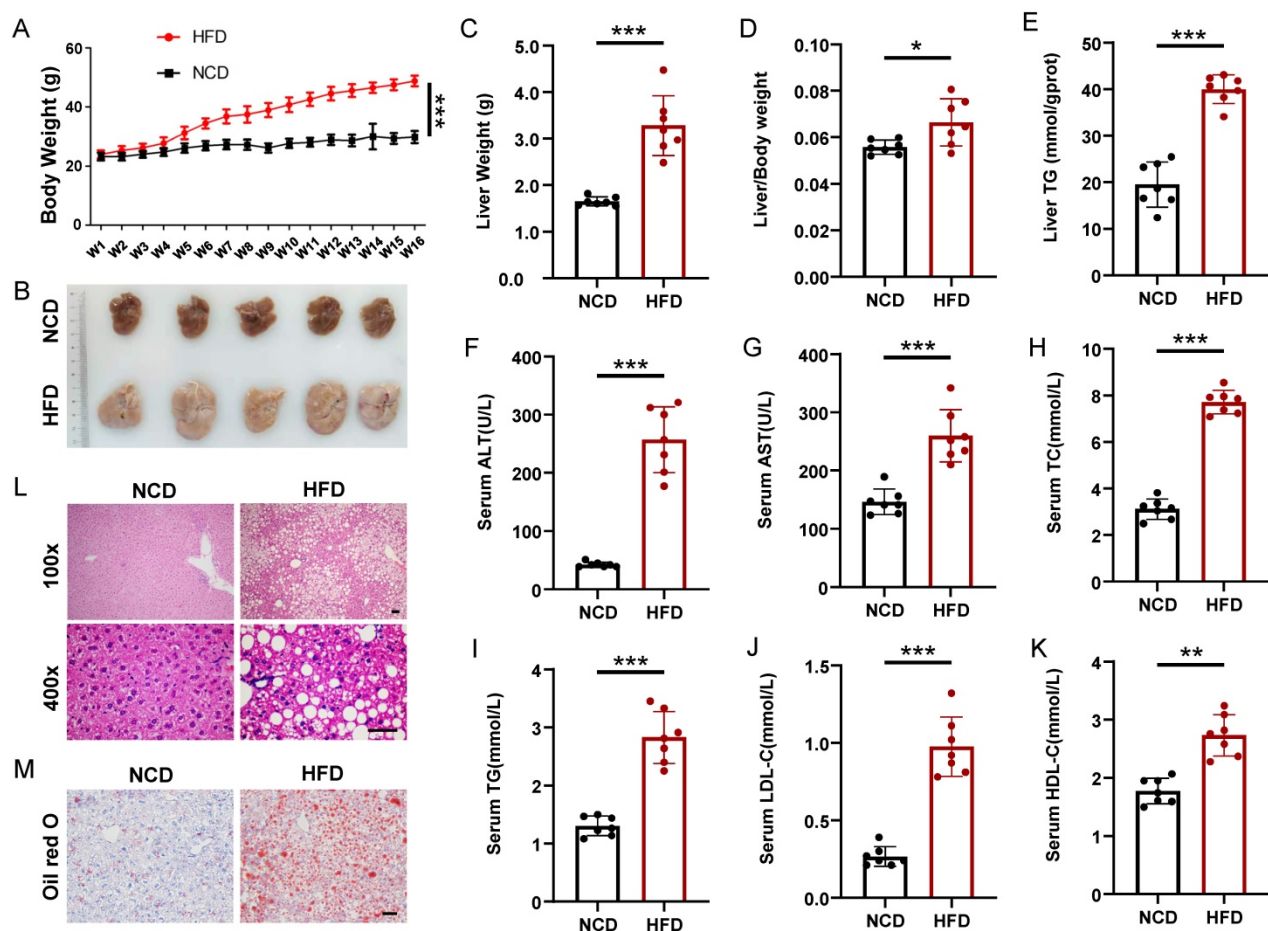 A
HFD
NCD
Body Weight (g)
60
40
20
0
W1 W2 W3 W4 W5 W6 W7 W8 W9 W10 W11 W12 W13 W14 W15 W16
***
B
NCD
HFD
C
***
Liver Weight (g)
5.0
4.0
3.0
2.0
1.0
0.0
NCD HFD
D
*
Liver/Body weight
0.10
0.08
0.06
0.04
0.02
0.00
NCD HFD
E
***
Liver TG (mmol/gprot)
50
40
30
20
10
0
NCD HFD
F
***
Serum ALT(U/L)
400
300
200
100
0
NCD HFD
G
***
Serum AST(U/L)
400
300
200
100
0
NCD HFD
H
***
Serum TC(mmol/L)
8
6
4
2
0
NCD HFD
L
NCD HFD
100x
400x
I
***
Serum TG(mmol/L)
4
3
2
1
0
NCD HFD
J
***
Serum LDL-C(mmol/L)
1.5
1.0
0.5
0.0
NCD HFD
K
**
Serum HDL-C(mmol/L)
4
3
2
1
0
NCD HFD
M
NCD HFD
Oil red O